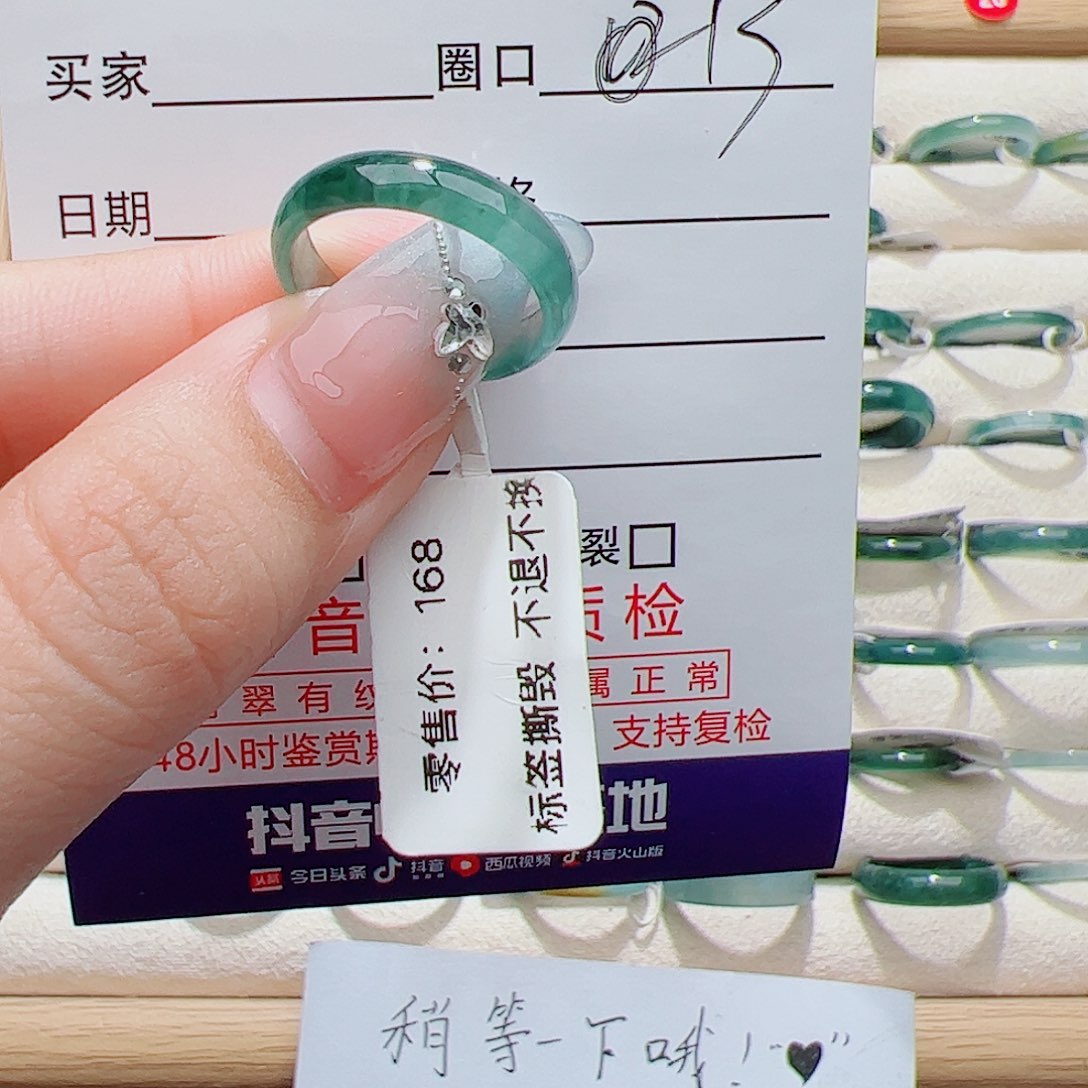 买家 圈口
日期
裂
音 质检
翠有纹 属正常
48小时鉴赏期 支持复检
零售价：168
标签撕毁 不退不换
抖音 地
头条 今日头条 抖音 西瓜视频 抖音火山版
稍等一下哦！“♥”